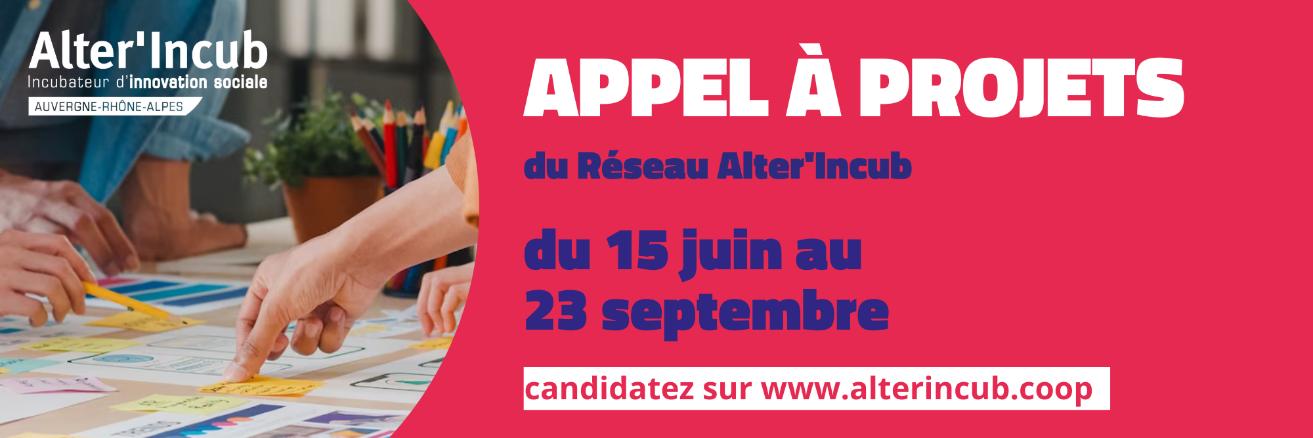 Alter'Incub
Incubateur d'innovation sociale
AUVERGNE-RHÔNE-ALPES
APPEL À PROJETS
du Réseau Alter'Incub
du 15 juin au
23 septembre
candidatez sur www.alterincub.coop
TRENDS